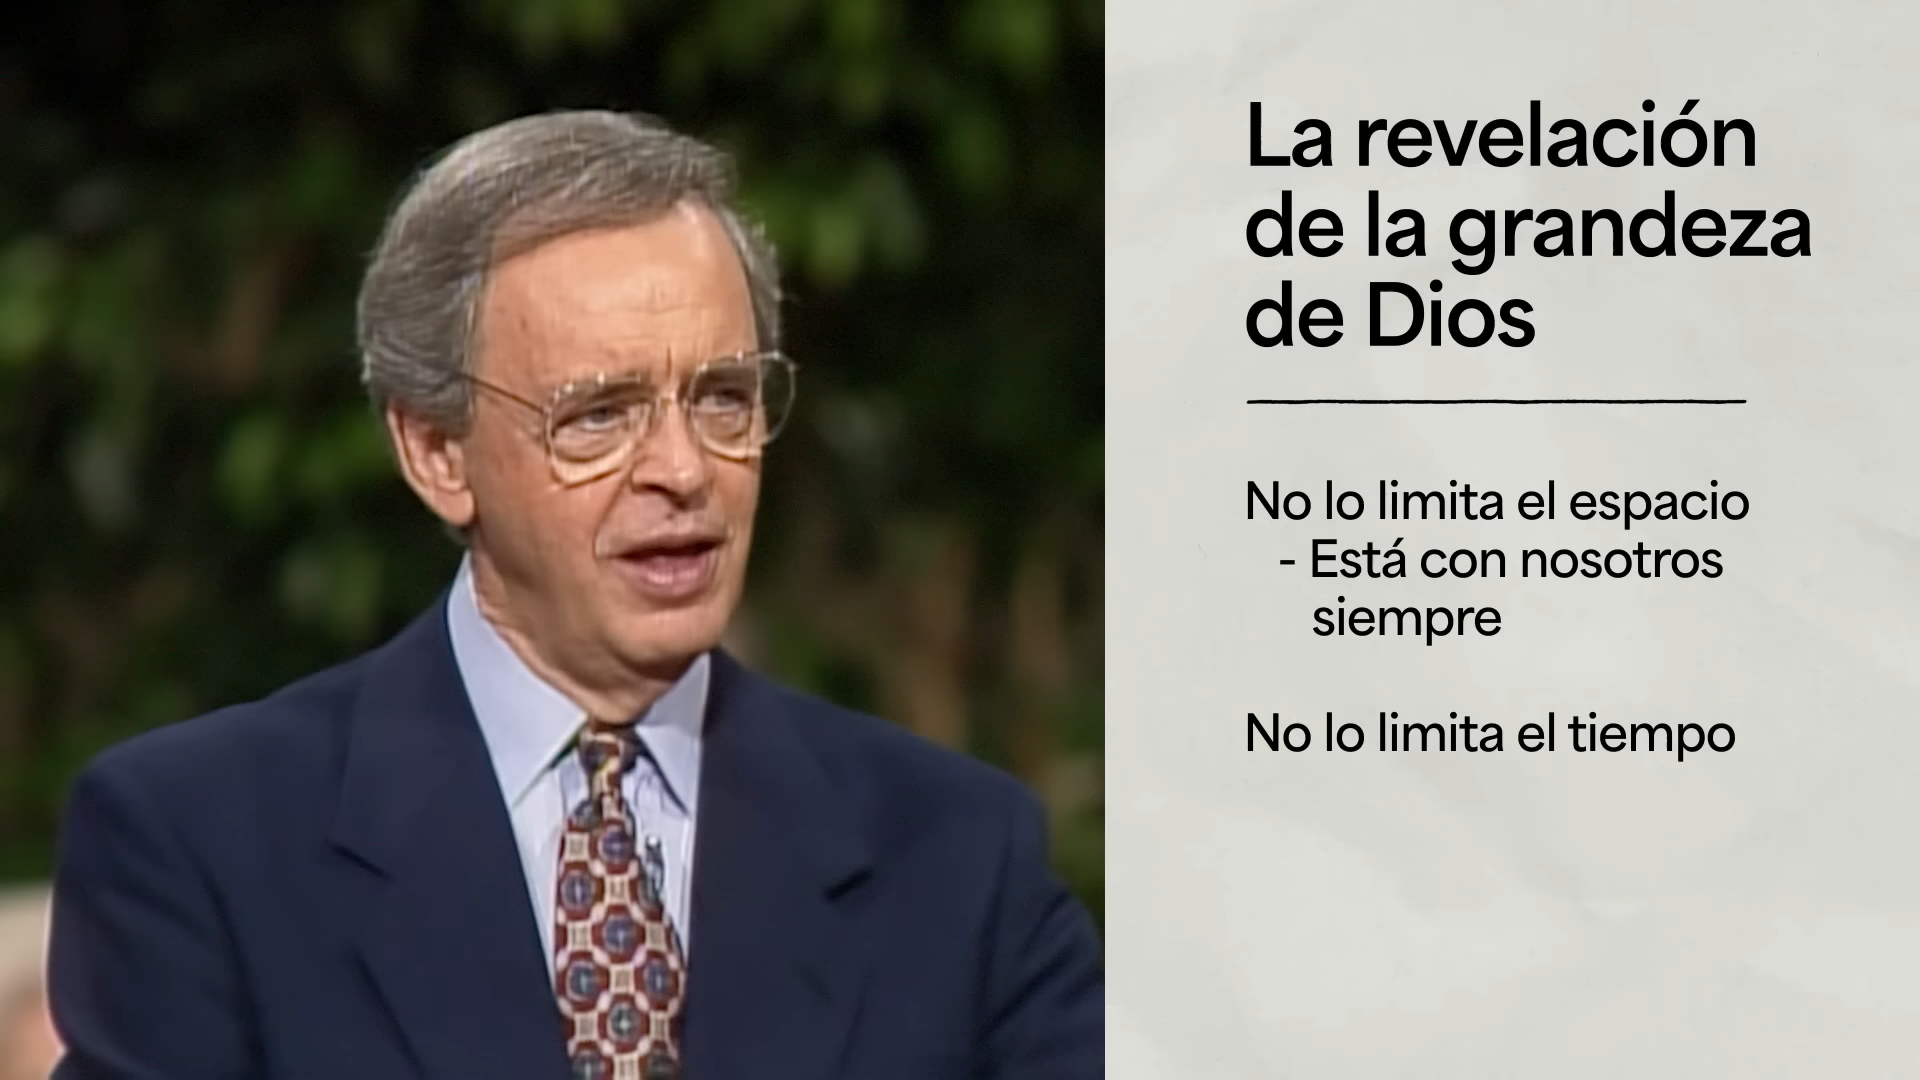 La revelación
de la grandeza
de Dios
No lo limita el espacio
- Está con nosotros
siempre
No lo limita el tiempo